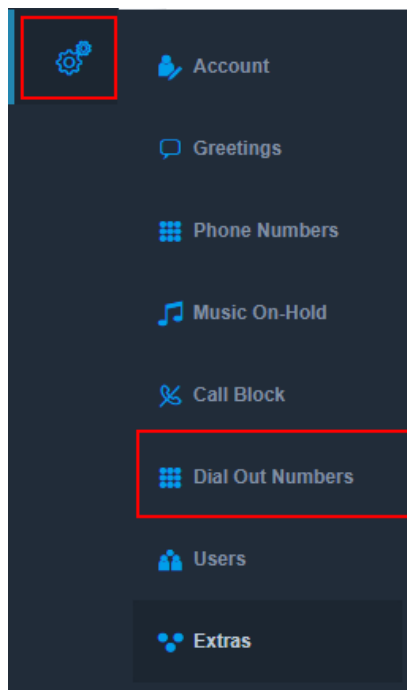 Account
Greetings
Phone Numbers
Music On-Hold
Call Block
Dial Out Numbers
Users
Extras